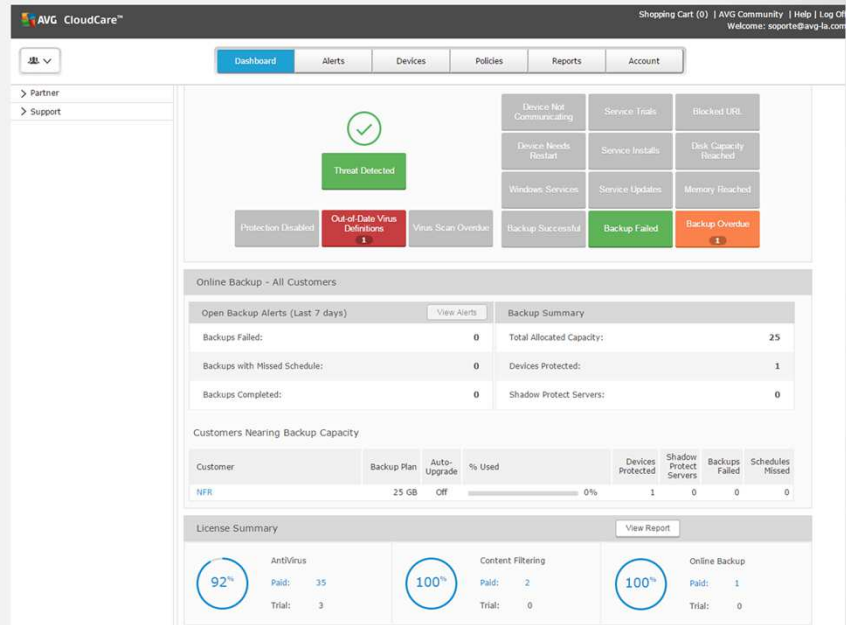 AVG CloudCare™
Shopping Cart (0) | AVG Community | Help | Log Off
Welcome: soporte@avg-la.com
Dashboard Alerts Devices Policies Reports Account
Partner
Support
Threat Detected
Device Not Communicating
Service Trials
Blocked URL
Device Needs Restart
Service Installs
Disk Capacity Reached
Windows Services
Service Updates
Memory Reached
Protection Disabled
Out-of-Date Virus Definitions
1
Virus Scan Overdue
Backup Successful
Backup Failed
Backup Overdue
1
Online Backup - All Customers
Open Backup Alerts (Last 7 days) View Alerts
Backups Failed: 0
Backups with Missed Schedule: 0
Backups Completed: 0
Backup Summary
Total Allocated Capacity: 25
Devices Protected: 1
Shadow Protect Servers: 0
Customers Nearing Backup Capacity
Customer Backup Plan Auto-Upgrade % Used Devices Protected Shadow Protect Servers Backups Failed Schedules Missed
NFR 25 GB Off 0% 1 0 0 0
License Summary View Report
92%
AntiVirus
Paid: 35
Trial: 3
100%
Content Filtering
Paid: 2
Trial: 0
100%
Online Backup
Paid: 1
Trial: 0